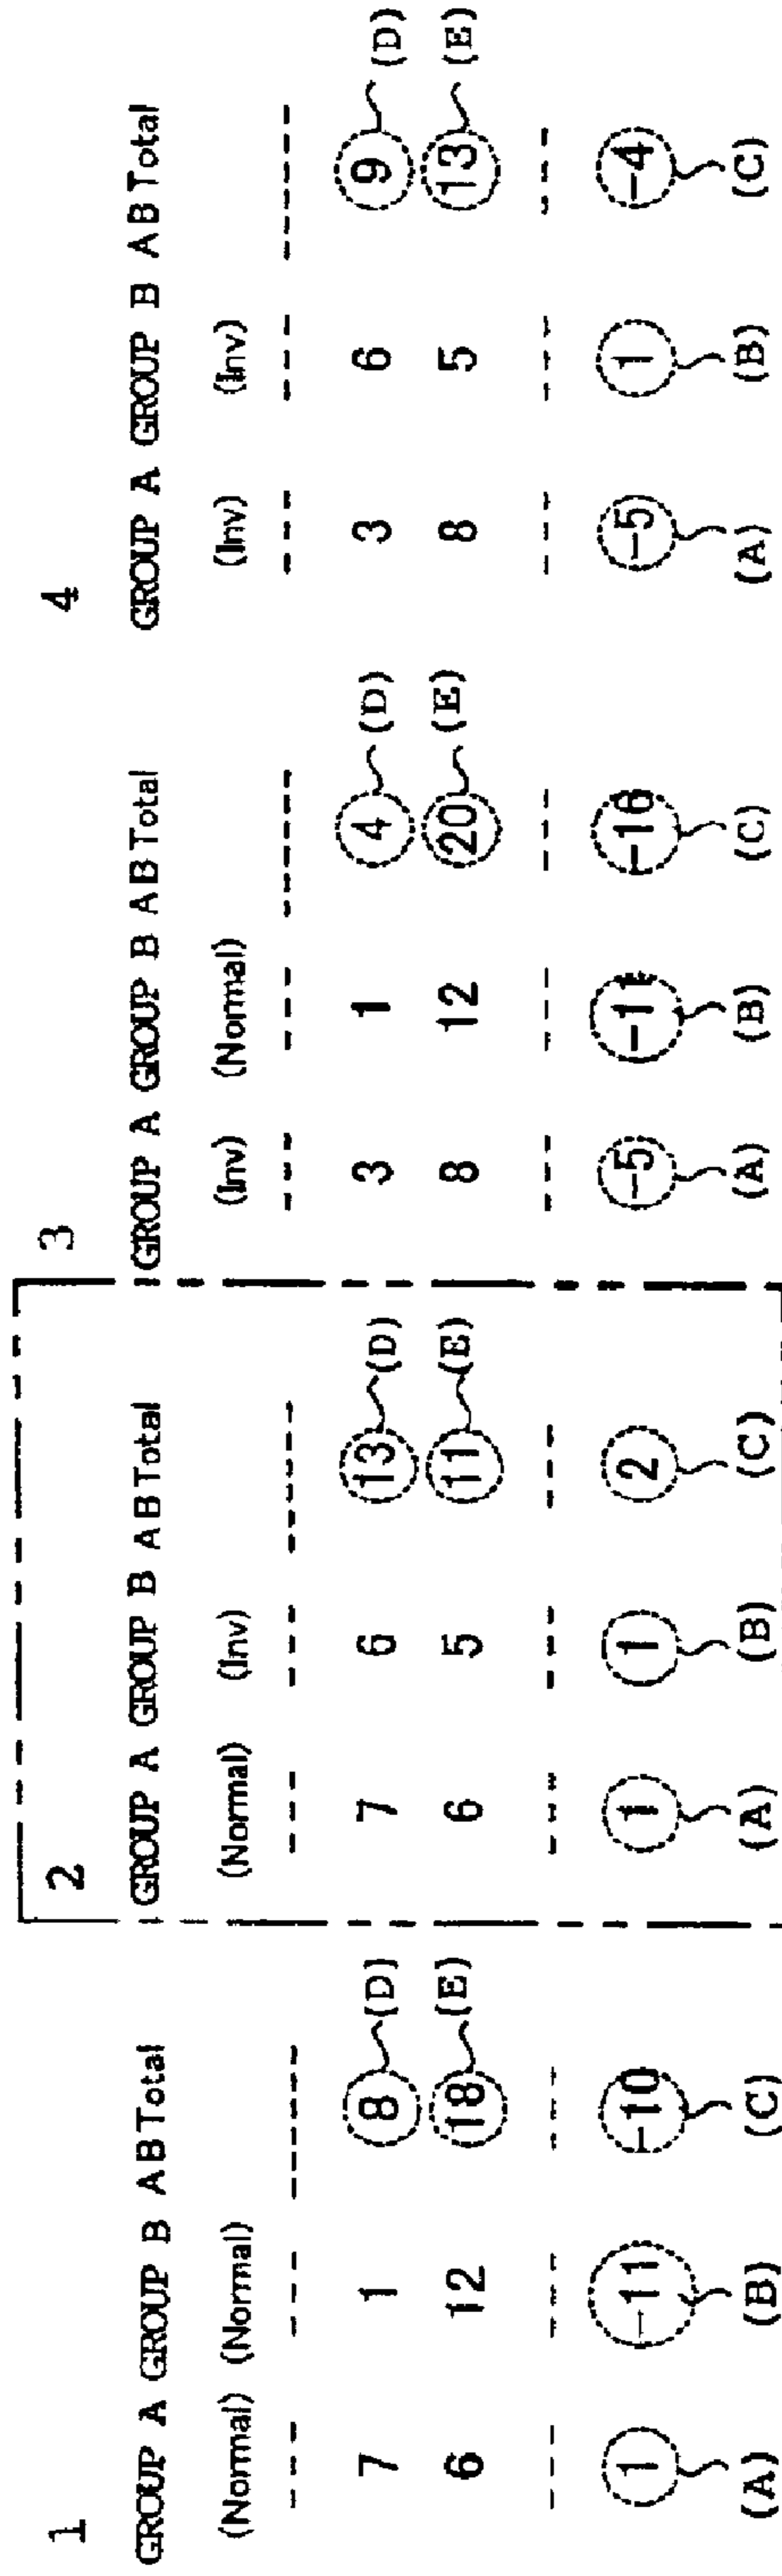 1
GROUP A GROUP B AB Total
(Normal) (Normal)
7 1 8 (D)
6 12 18 (E)
1 -11 -10
(A) (B) (C)
2
GROUP A GROUP B AB Total
(Normal) (Inv)
7 6 13 (D)
6 5 11 (E)
1 1 2
(A) (B) (C)
3
GROUP A GROUP B AB Total
(Inv) (Normal)
3 1 4 (D)
8 12 20 (E)
-5 -11 -16
(A) (B) (C)
4
GROUP A GROUP B AB Total
(Inv) (Inv)
3 6 9 (D)
8 5 13 (E)
-5 1 -4
(A) (B) (C)